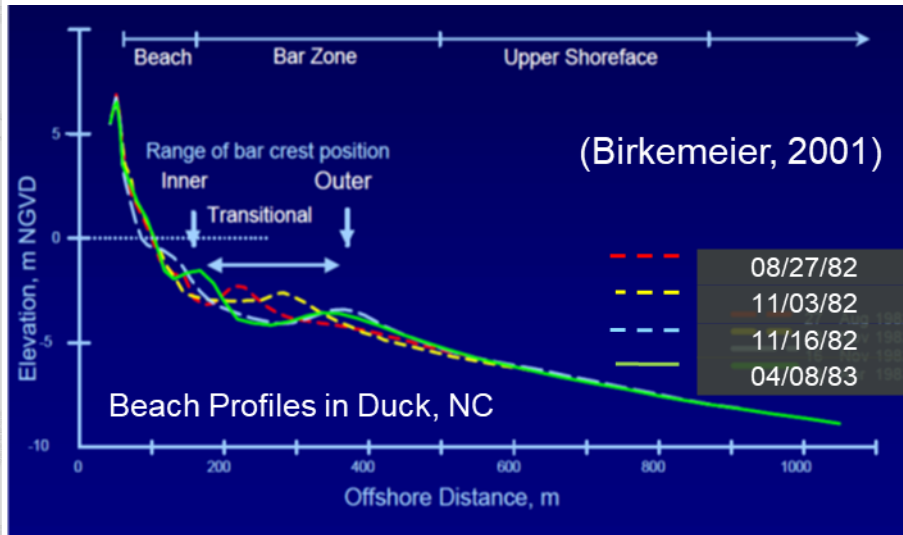 Beach Bar Zone Upper Shoreface
5
Range of bar crest position
(Birkemeier, 2001)
Inner Outer
Transitional
0
08/27/82
11/03/82
11/16/82
04/08/83
-5
Beach Profiles in Duck, NC
-10
0 200 400 600 800 1000
Elevation, m NGVD
Offshore Distance, m